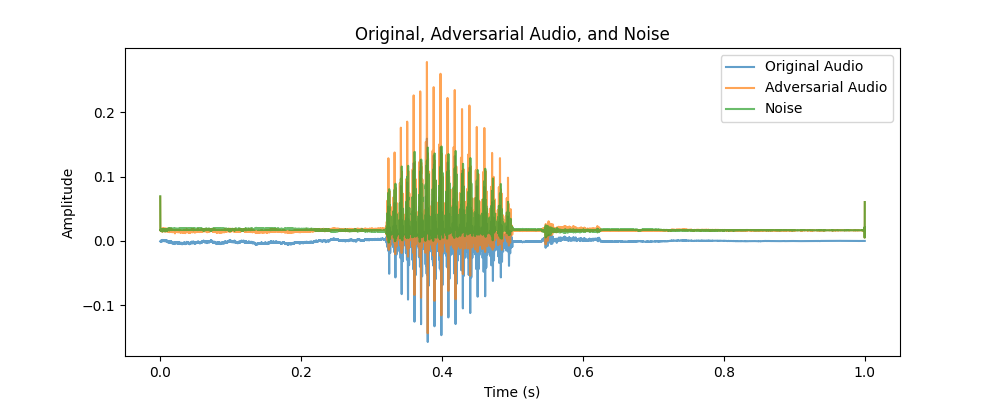 Original, Adversarial Audio, and Noise
Original Audio
Adversarial Audio
Noise
Amplitude
0.2
0.1
0.0
−0.1
0.0 0.2 0.4 0.6 0.8 1.0
Time (s)